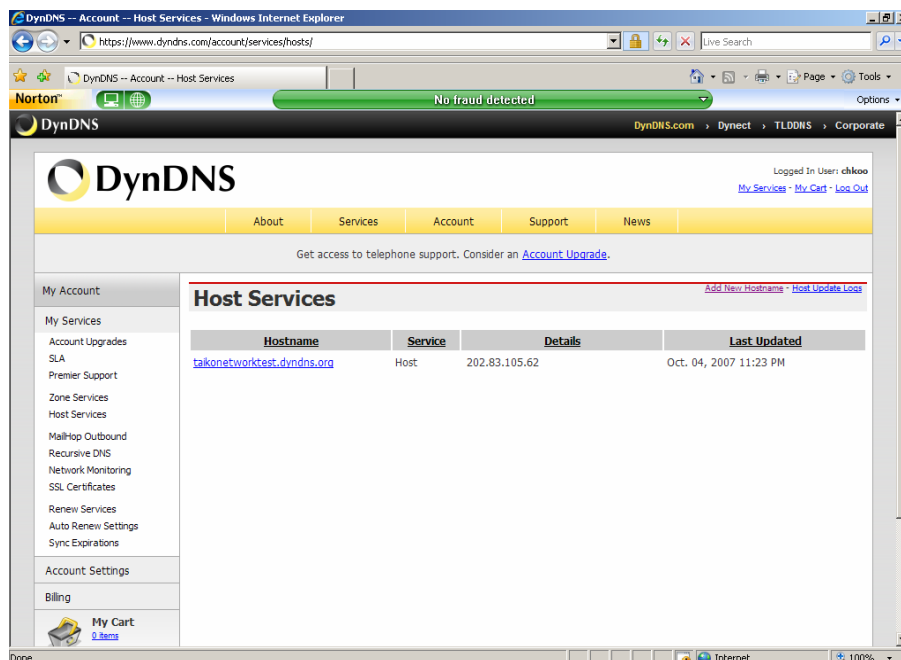 DynDNS -- Account -- Host Services - Windows Internet Explorer
https://www.dyndns.com/account/services/hosts/
Live Search
DynDNS -- Account -- Host Services
Page
Tools
Norton™
No fraud detected
Options
DynDNS
DynDNS.com › Dynect › TLDDNS › Corporate
DynDNS
Logged In User: chkoo
My Services - My Cart - Log Out
About Services Account Support News
Get access to telephone support. Consider an Account Upgrade.
My Account
My Services
Account Upgrades
SLA
Premier Support
Zone Services
Host Services
MailHop Outbound
Recursive DNS
Network Monitoring
SSL Certificates
Renew Services
Auto Renew Settings
Sync Expirations
Account Settings
Billing
My Cart
0 items
Host Services
Add New Hostname - Host Update Logs
Hostname Service Details Last Updated
taikonetworktest.dyndns.org Host 202.83.105.62 Oct. 04, 2007 11:23 PM
Done
Internet
100%